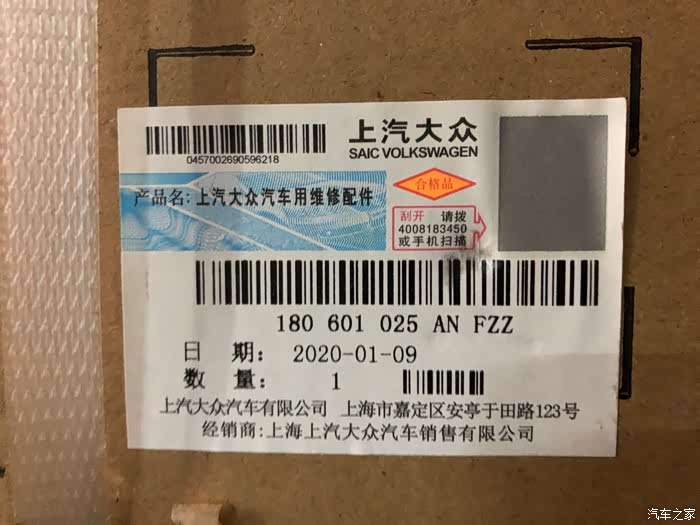 上汽大众
SAIC VOLKSWAGEN
0457002690596218
产品名: 上汽大众汽车用维修配件
合格品
刮开 请拨
4008183450
或手机扫描
180 601 025 AN FZZ
日 期: 2020-01-09
数 量: 1
上汽大众汽车有限公司 上海市嘉定区安亭于田路123号
经销商:上海上汽大众汽车销售有限公司
汽车之家